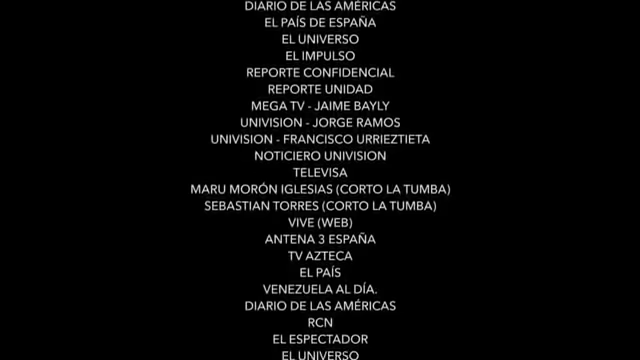 DIARIO DE LAS AMÉRICAS
EL PAÍS DE ESPAÑA
EL UNIVERSO
EL IMPULSO
REPORTE CONFIDENCIAL
REPORTE UNIDAD
MEGA TV - JAIME BAYLY
UNIVISION - JORGE RAMOS
UNIVISION - FRANCISCO URRIEZTIETA
NOTICIERO UNIVISION
TELEVISA
MARU MORÓN IGLESIAS (CORTO LA TUMBA)
SEBASTIAN TORRES (CORTO LA TUMBA)
VIVE (WEB)
ANTENA 3 ESPAÑA
TV AZTECA
EL PAÍS
VENEZUELA AL DÍA.
DIARIO DE LAS AMÉRICAS
RCN
EL ESPECTADOR
EL UNIVERSO